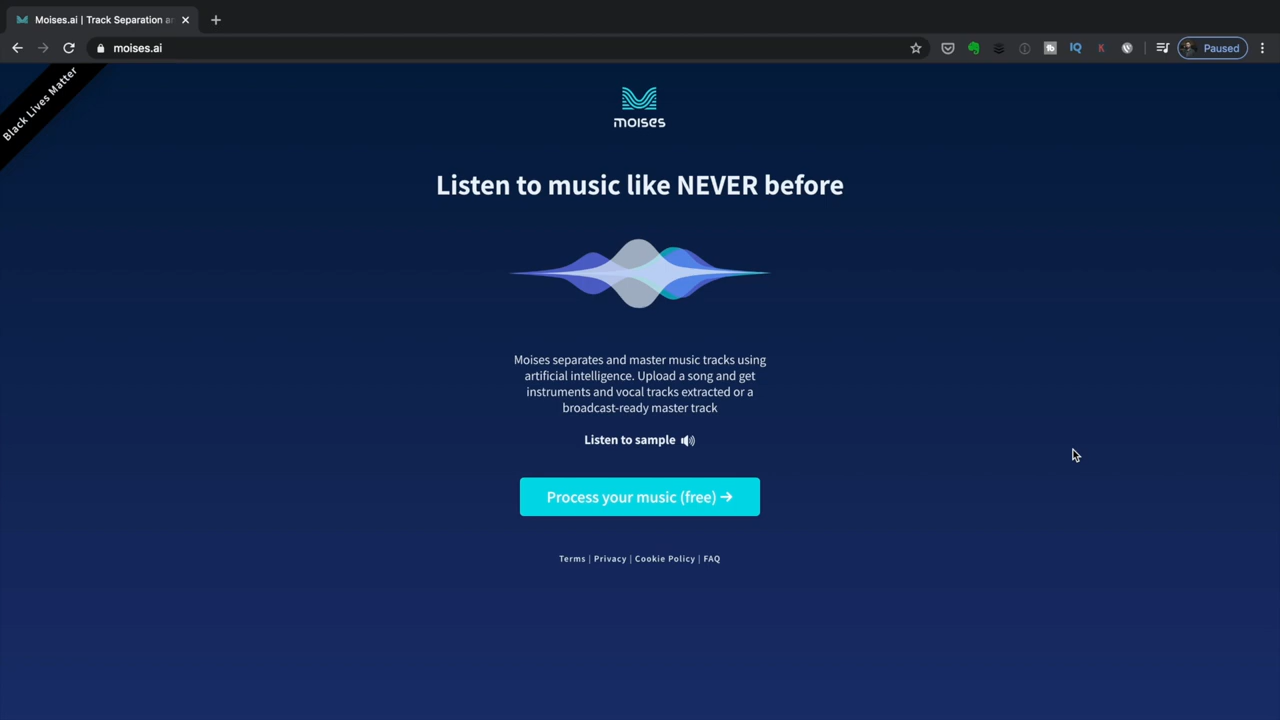 Moises.ai | Track Separation a
moises.ai
IQ
K
Paused
Black Lives Matter
moises
Listen to music like NEVER before
Moises separates and master music tracks using
artificial intelligence. Upload a song and get
instruments and vocal tracks extracted or a
broadcast-ready master track
Listen to sample
Process your music (free) →
Terms | Privacy | Cookie Policy | FAQ